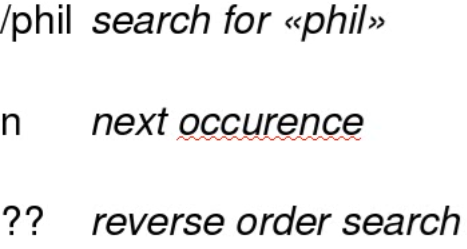 /phil search for «phil»
n next occurence
?? reverse order search